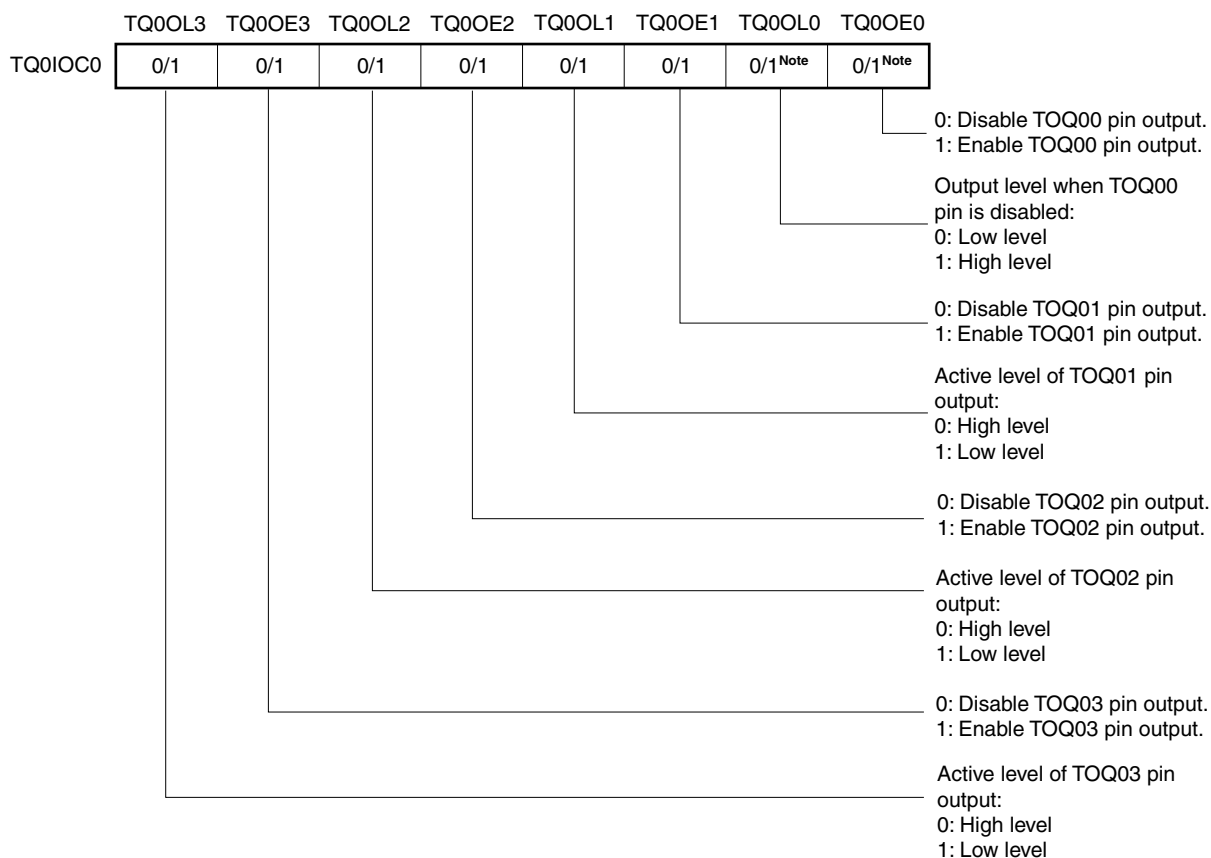 TQ0OL3 TQ0OE3 TQ0OL2 TQ0OE2 TQ0OL1 TQ0OE1 TQ0OL0 TQ0OE0
TQ0IOC0 0/1 0/1 0/1 0/1 0/1 0/1 0/1Note 0/1Note
0: Disable TOQ00 pin output.
1: Enable TOQ00 pin output.
Output level when TOQ00
pin is disabled:
0: Low level
1: High level
0: Disable TOQ01 pin output.
1: Enable TOQ01 pin output.
Active level of TOQ01 pin
output:
0: High level
1: Low level
0: Disable TOQ02 pin output.
1: Enable TOQ02 pin output.
Active level of TOQ02 pin
output:
0: High level
1: Low level
0: Disable TOQ03 pin output.
1: Enable TOQ03 pin output.
Active level of TOQ03 pin
output:
0: High level
1: Low level